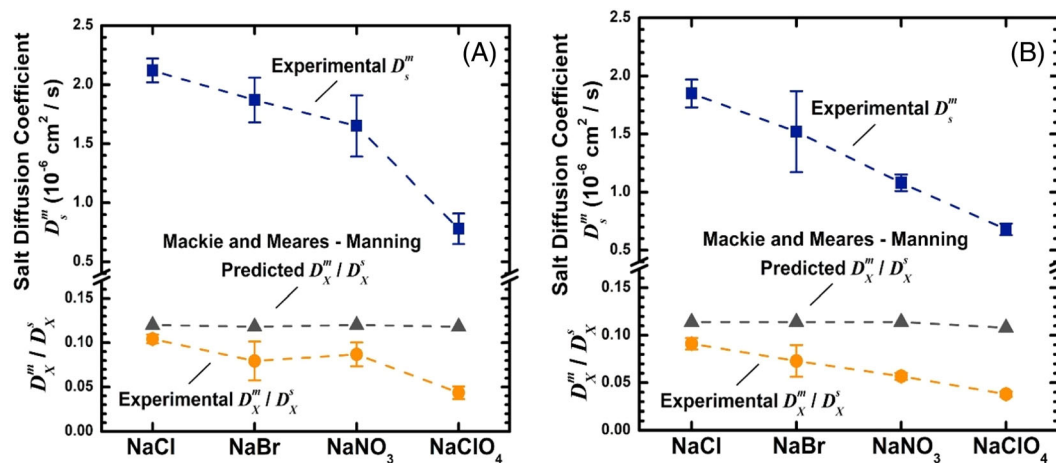 (A)
Salt Diffusion Coefficient
D_s^m (10^-6 cm^2 / s)
D_X^m / D_X^s
2.5
2.0
1.5
1.0
0.5
0.15
0.10
0.05
0.00
Experimental D_s^m
Mackie and Meares - Manning
Predicted D_X^m / D_X^s
Experimental D_X^m / D_X^s
NaCl NaBr NaNO_3 NaClO_4
(B)
Salt Diffusion Coefficient
D_s^m (10^-6 cm^2 / s)
D_X^m / D_X^s
2.5
2.0
1.5
1.0
0.5
0.15
0.10
0.05
0.00
Experimental D_s^m
Mackie and Meares - Manning
Predicted D_X^m / D_X^s
Experimental D_X^m / D_X^s
NaCl NaBr NaNO_3 NaClO_4